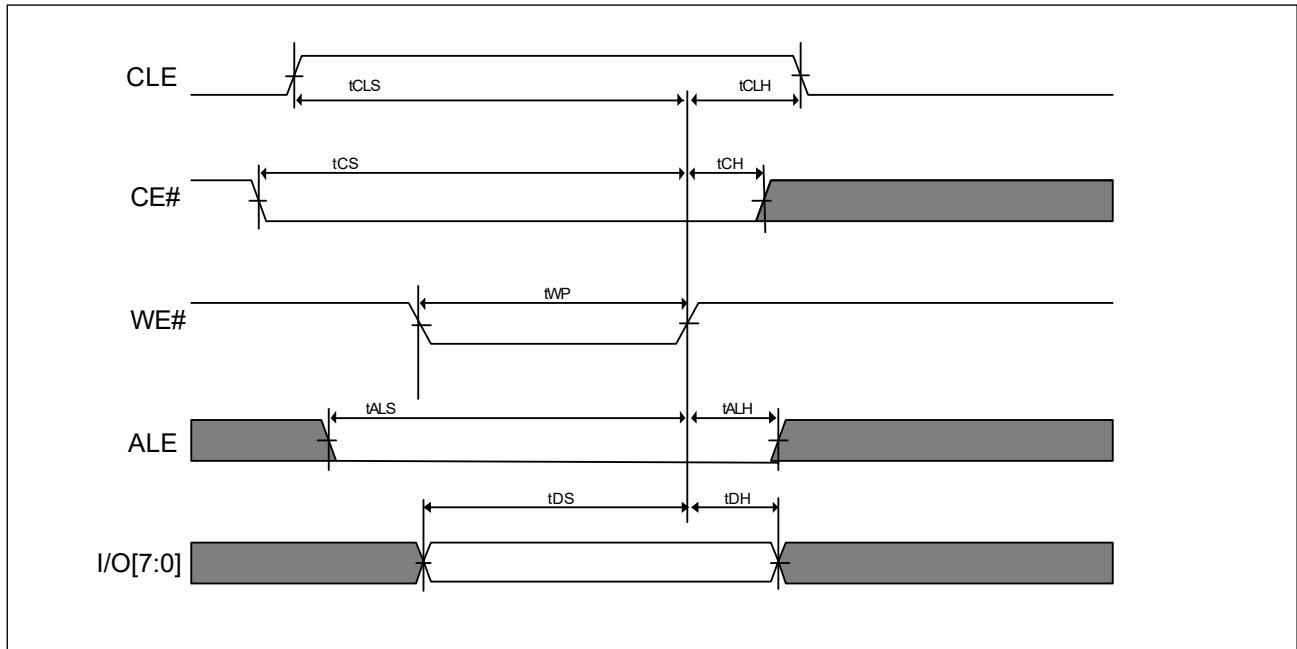 CLE
tCLS
tCLH
tCS
tCH
CE#
tWP
WE#
tALS
tALH
ALE
tDS
tDH
I/O[7:0]